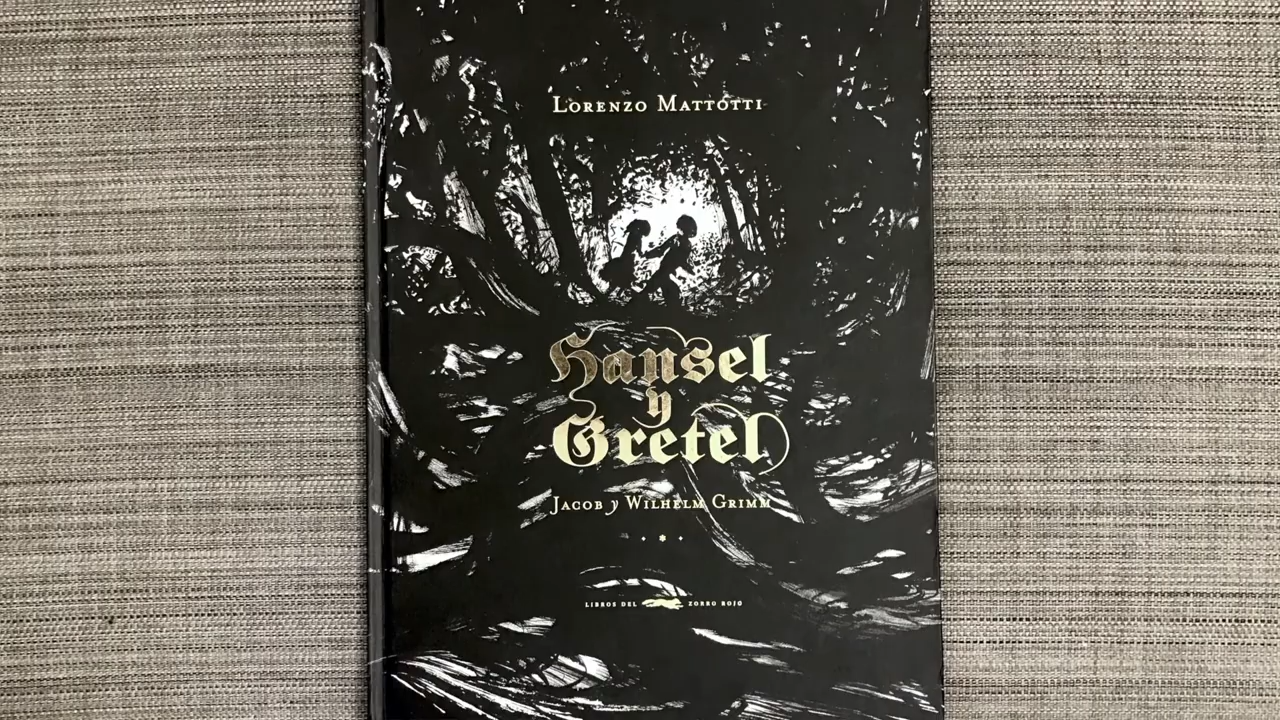 Lorenzo Mattotti
Hansel
y
Gretel
Jacob y Wilhelm Grimm
LIBROS DEL ZORRO ROJO